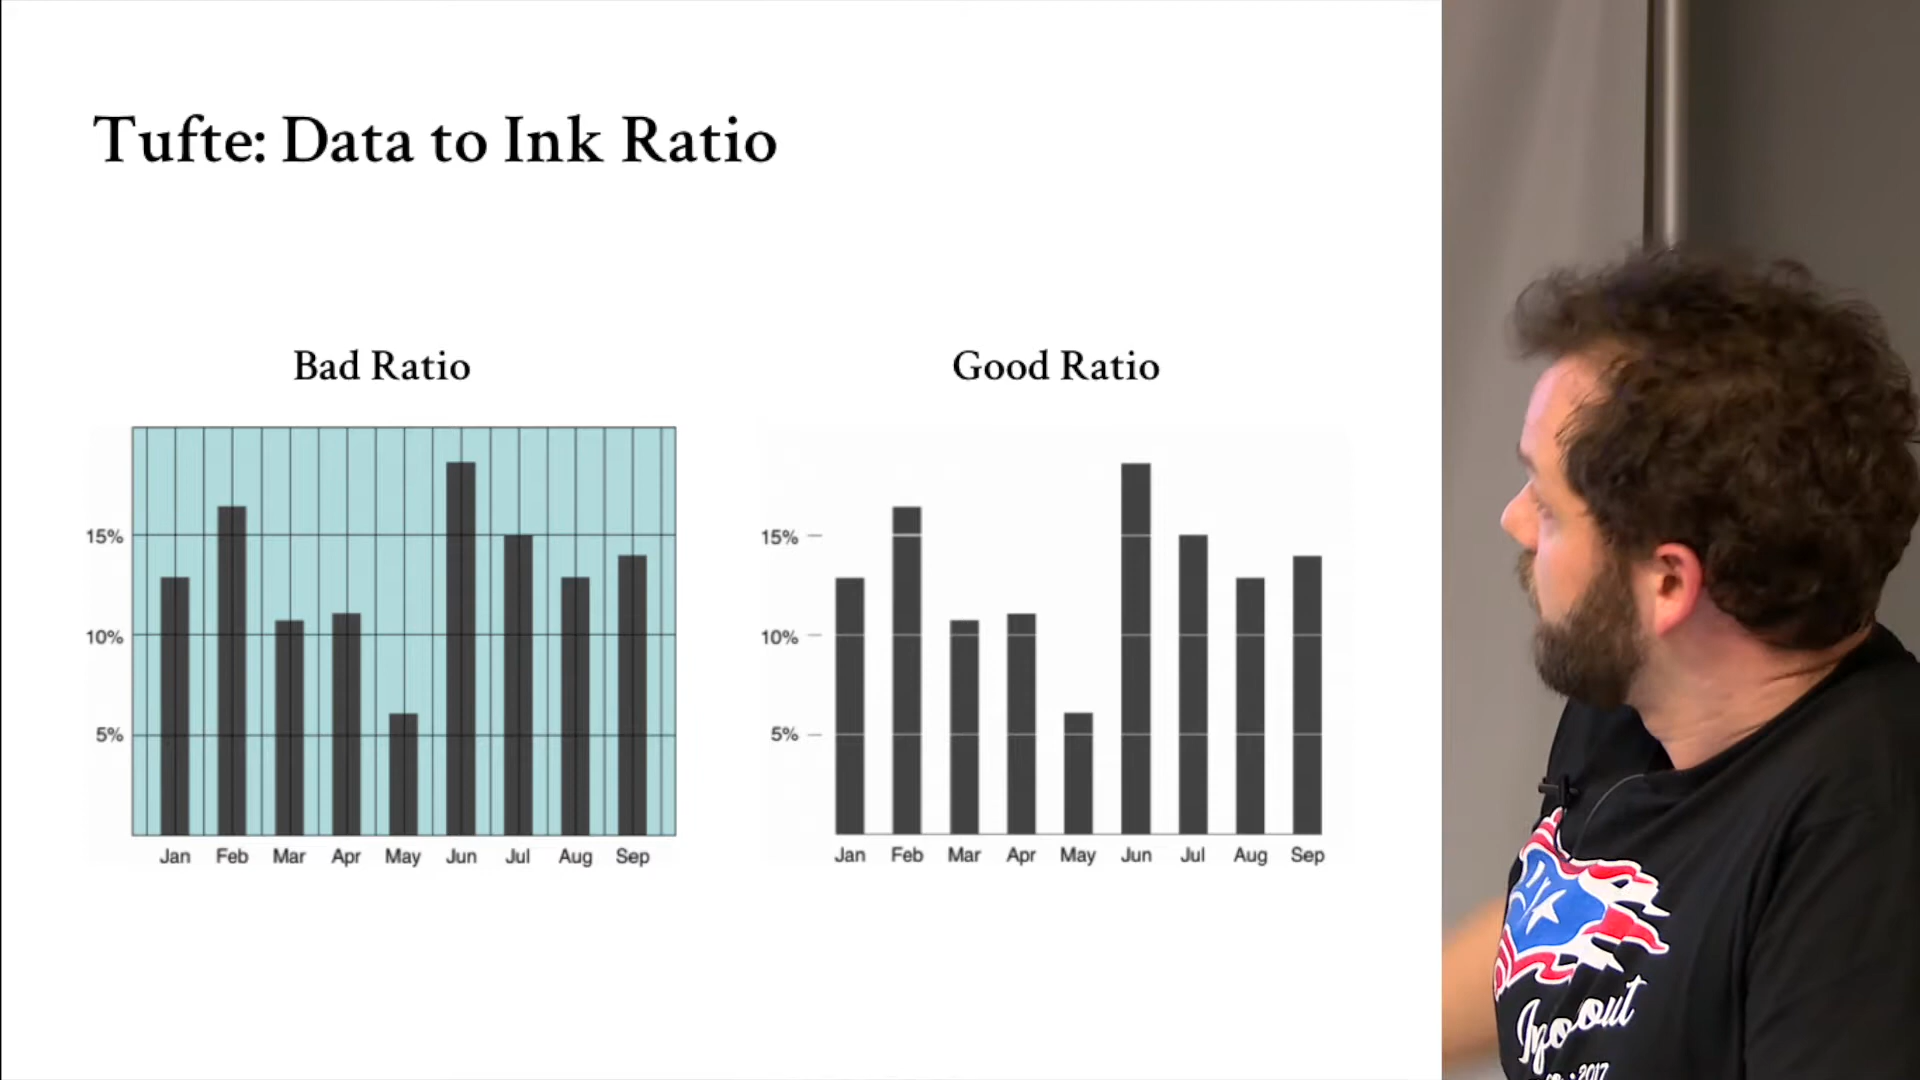 Tufte: Data to Ink Ratio
Bad Ratio
15%
10%
5%
Jan Feb Mar Apr May Jun Jul Aug Sep
Good Ratio
15%
10%
5%
Jan Feb Mar Apr May Jun Jul Aug Sep
2017